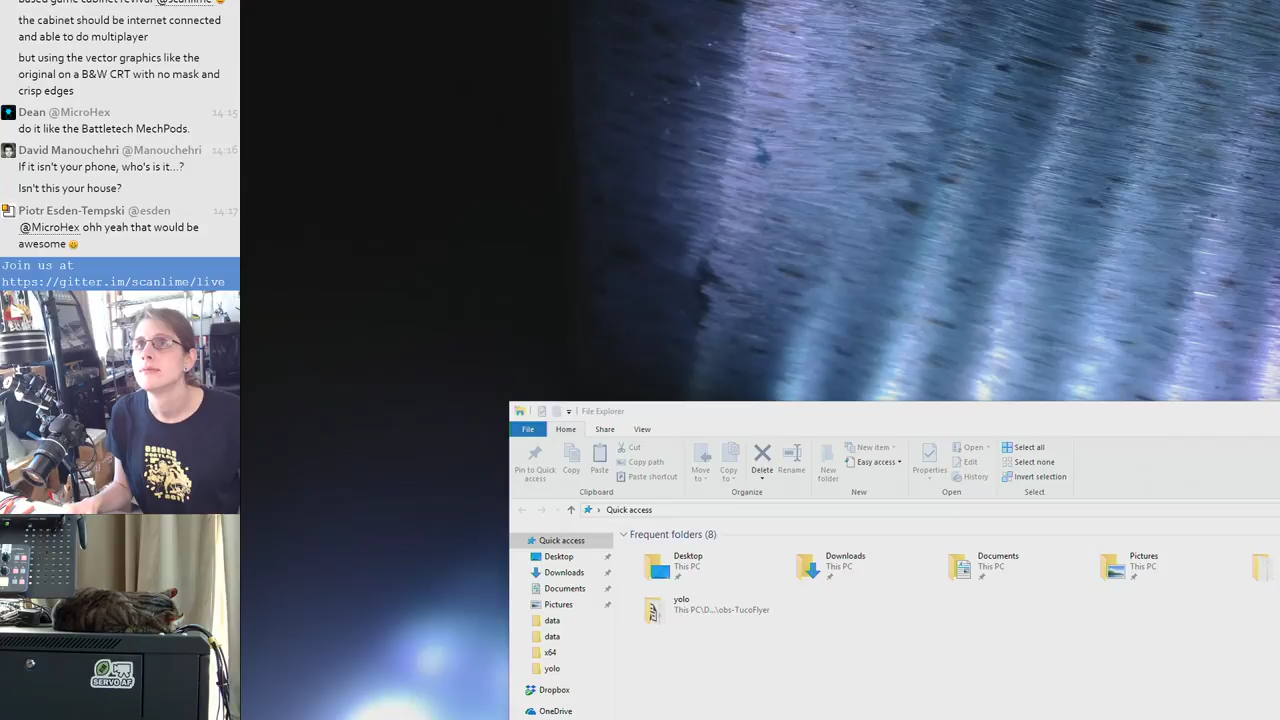 based game cabinet revival @scanlime
the cabinet should be internet connected
and able to do multiplayer
but using the vector graphics like the
original on a B&W CRT with no mask and
crisp edges
Dean @MicroHex 14:15
do it like the Battletech MechPods.
David Manouchehri @Manouchehri 14:16
If it isn't your phone, who's is it...?
Isn't this your house?
Piotr Esden-Tempski @esden 14:17
@MicroHex ohh yeah that would be
awesome
Join us at
https://gitter.im/scanlime/live
SERVO AF
File Explorer
File Home Share View
Pin to Quick access
Copy
Paste
Cut
Copy path
Paste shortcut
Clipboard
Move to
Copy to
Delete
Rename
Organize
New folder
New item
Easy access
New
Properties
Open
Edit
History
Open
Select all
Select none
Invert selection
Select
Quick access
Quick access
Desktop
Downloads
Documents
Pictures
data
data
x64
yolo
Dropbox
OneDrive
Frequent folders (8)
Desktop
This PC
Downloads
This PC
Documents
This PC
Pictures
This PC
yolo
This PC\D...\obs-TucoFlyer